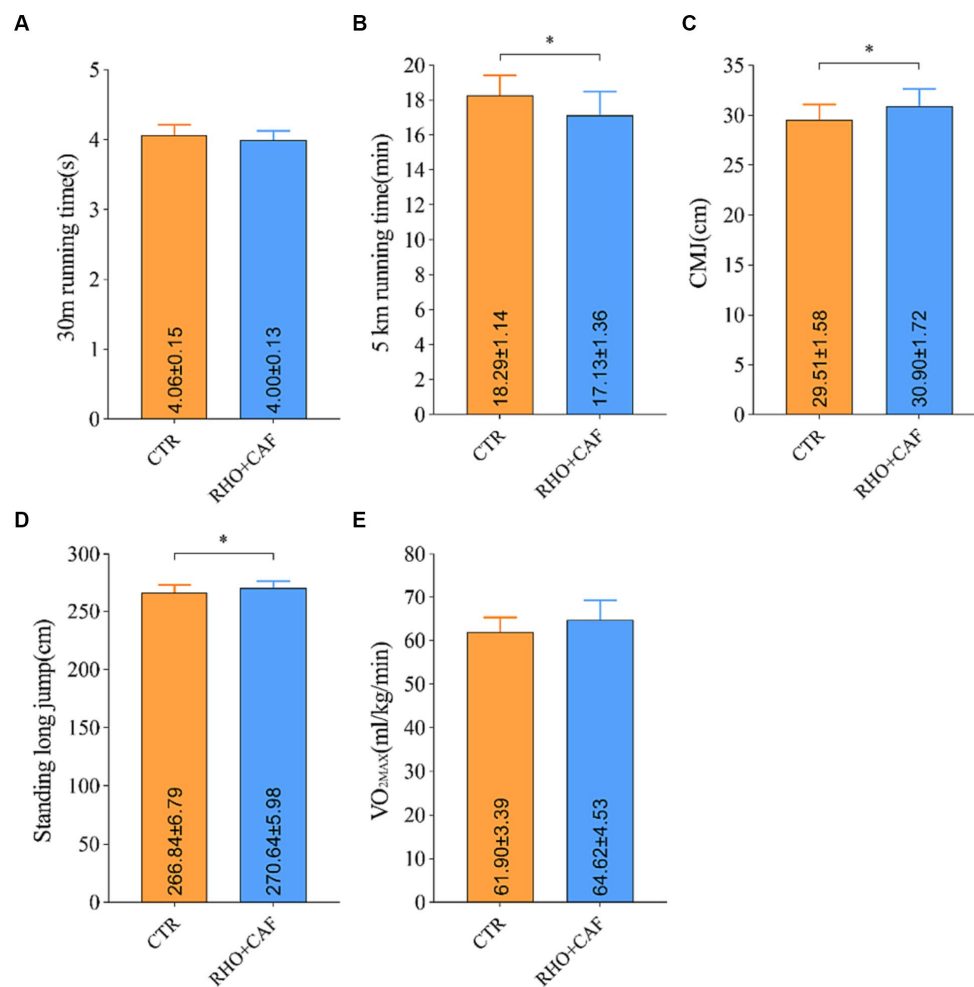 A
30m running time(s)
5
4
3
2
1
0
4.06±0.15
4.00±0.13
CTR
RHO+CAF
B
*
5 km running time(min)
20
18
16
14
12
10
8
6
4
2
0
18.29±1.14
17.13±1.36
CTR
RHO+CAF
C
*
CMJ(cm)
35
30
25
20
15
10
5
0
29.51±1.58
30.90±1.72
CTR
RHO+CAF
D
*
Standing long jump(cm)
300
250
200
150
100
50
0
266.84±6.79
270.64±5.98
CTR
RHO+CAF
E
VO2MAX(ml/kg/min)
80
70
60
50
40
30
20
10
0
61.90±3.39
64.62±4.53
CTR
RHO+CAF